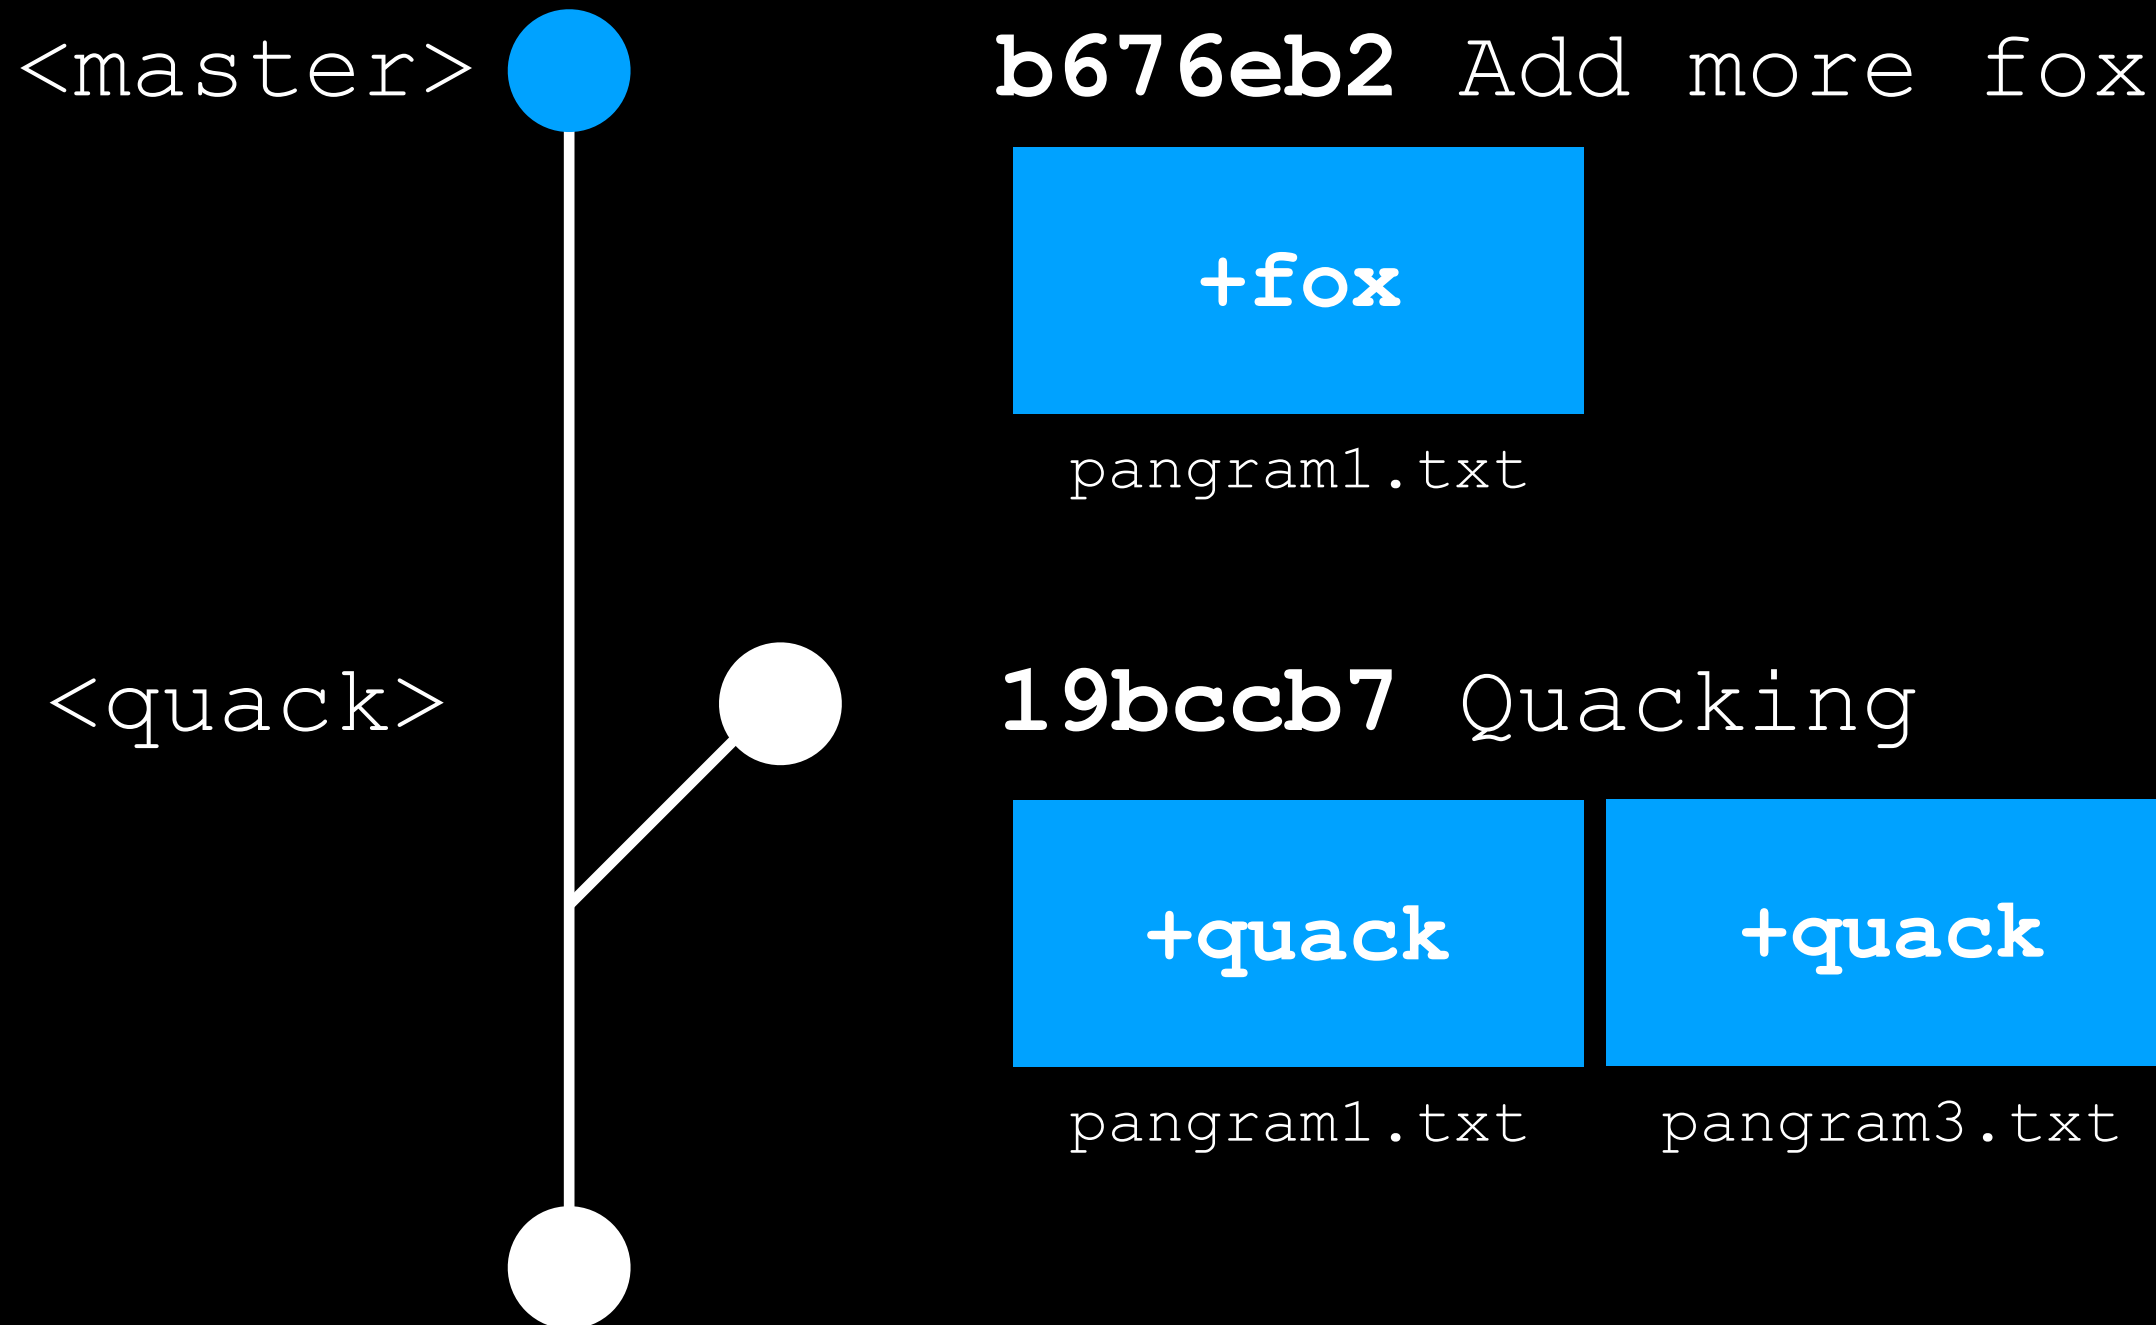 <master> b676eb2 Add more fox
+fox
pangram1.txt
<quack> 19bccb7 Quacking
+quack +quack
pangram1.txt pangram3.txt